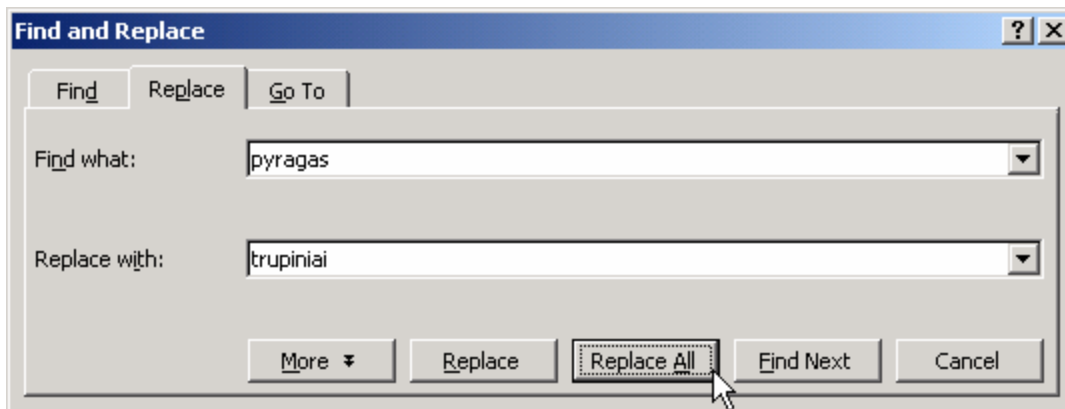 Find and Replace
Find Replace Go To
Find what: pyragas
Replace with: trupiniai
More Replace Replace All Find Next Cancel